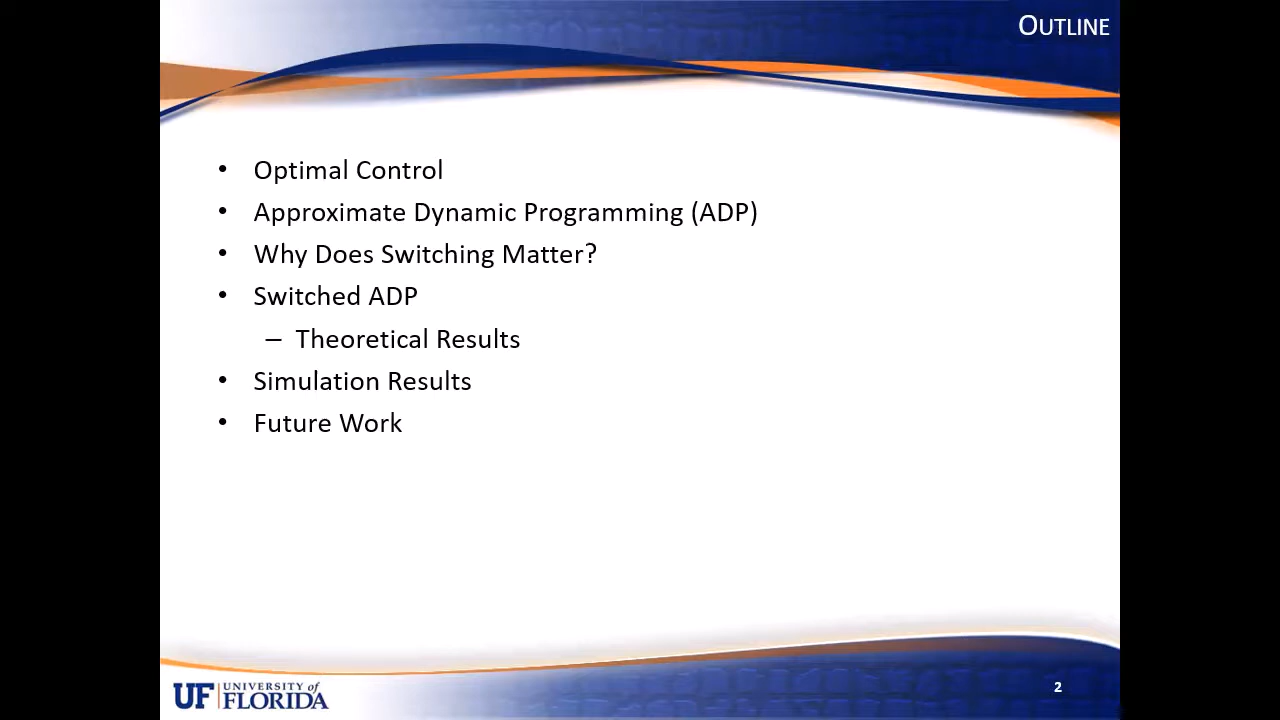 OUTLINE
• Optimal Control
• Approximate Dynamic Programming (ADP)
• Why Does Switching Matter?
• Switched ADP
– Theoretical Results
• Simulation Results
• Future Work
UF UNIVERSITY of
FLORIDA
2